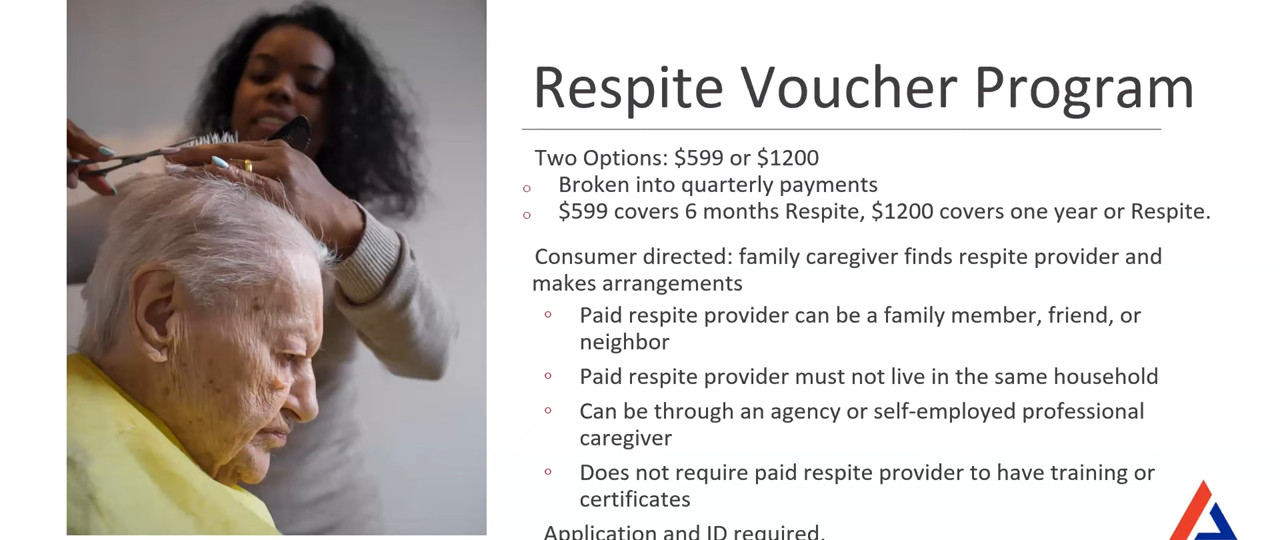 Respite Voucher Program
Two Options: $599 or $1200
Broken into quarterly payments
$599 covers 6 months Respite, $1200 covers one year or Respite.
Consumer directed: family caregiver finds respite provider and
makes arrangements
Paid respite provider can be a family member, friend, or
neighbor
Paid respite provider must not live in the same household
Can be through an agency or self-employed professional
caregiver
Does not require paid respite provider to have training or
certificates
Application and ID required.